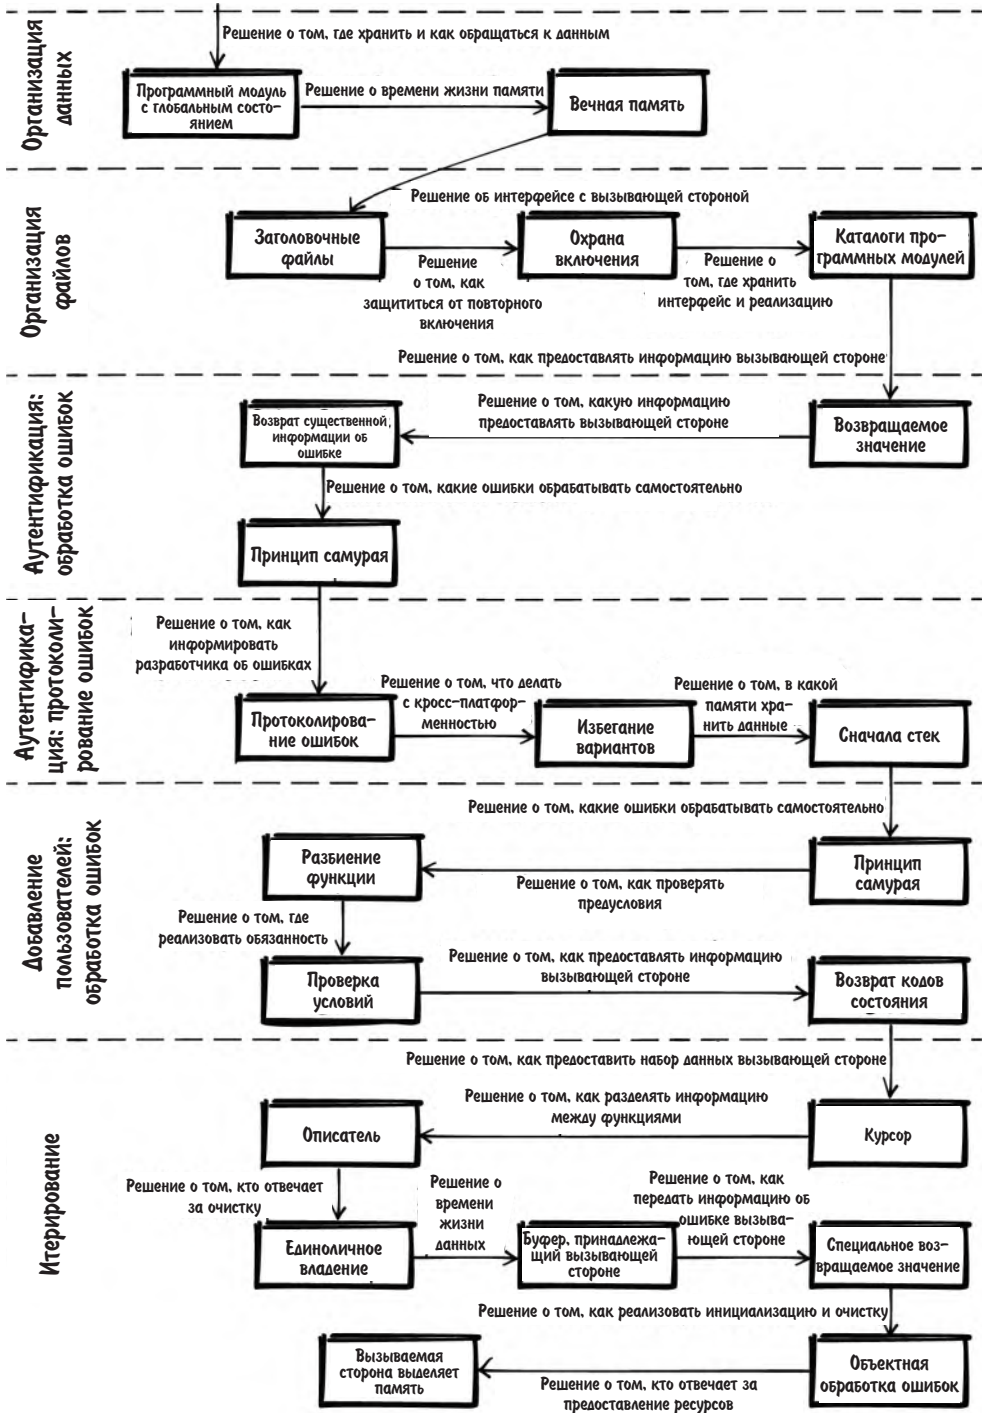 Организация
данных
Решение о том, где хранить и как обращаться к данным
Программный модуль
с глобальным состо-
янием
Решение о времени жизни памяти
Вечная память
Организация
файлов
Решение об интерфейсе с вызывающей стороной
Заголовочные
файлы
Решение
о том, как
защититься от повторного
включения
Охрана
включения
Решение о
том, где хранить
интерфейс и реализацию
Каталоги про-
граммных модулей
Решение о том, как предоставлять информацию вызывающей стороне
Аутентификация:
обработка ошибок
Возврат существенной
информации об
ошибке
Решение о том, какую информацию
предоставлять вызывающей стороне
Возвращаемое
значение
Решение о том, какие ошибки обрабатывать самостоятельно
Принцип самурая
Аутентифика-
ция: протоколи-
рование ошибок
Решение о том, как
информировать
разработчика об ошибках
Протоколирова-
ние ошибок
Решение о том, что делать
с кросс-платфор-
менностью
Избегание
вариантов
Решение о том, в какой
памяти хра-
нить данные
Сначала стек
Добавление
пользователей:
обработка ошибок
Решение о том, какие ошибки обрабатывать самостоятельно
Разбиение
функции
Решение о том, как проверять
предусловия
Принцип
самурая
Решение о том, где
реализовать обязанность
Проверка
условий
Решение о том, как предоставлять информацию
вызывающей стороне
Возврат кодов
состояния
Итерирование
Решение о том, как предоставить набор данных вызывающей стороне
Описатель
Решение о том, как разделять информацию
между функциями
Курсор
Решение о том, кто отвечает
за очистку
Единоличное
владение
Решение о
времени
жизни
данных
Буфер, принадлежа-
щий вызывающей
стороне
Решение о том, как
передать информацию об
ошибке вызыва-
ющей стороне
Специальное воз-
вращаемое значение
Решение о том, как реализовать инициализацию и очистку
Вызываемая
сторона выделяет
память
Решение о том, кто отвечает за
предоставление ресурсов
Объектная
обработка ошибок